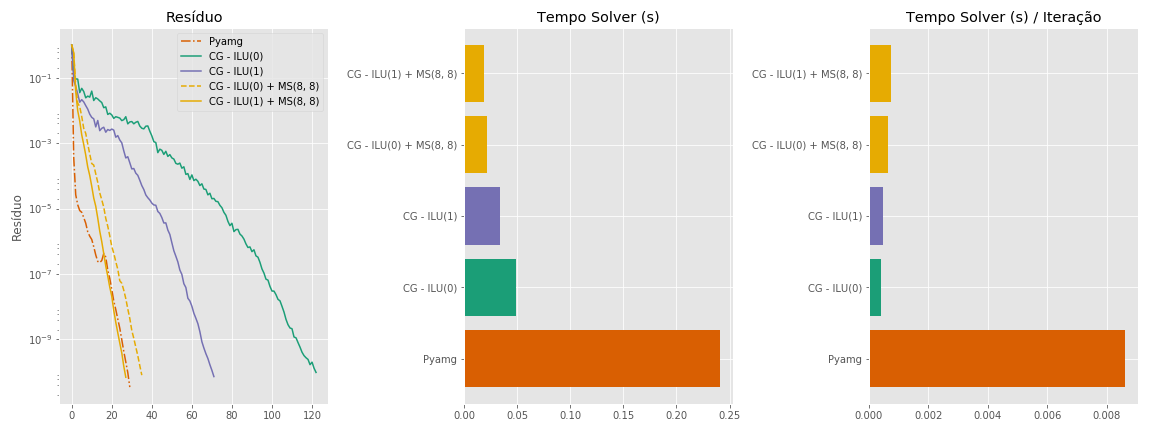 Resíduo
Pyamg
CG - ILU(0)
CG - ILU(1)
CG - ILU(0) + MS(8, 8)
CG - ILU(1) + MS(8, 8)
Resíduo
10⁻¹
10⁻³
10⁻⁵
10⁻⁷
10⁻⁹
0 20 40 60 80 100 120
Tempo Solver (s)
CG - ILU(1) + MS(8, 8)
CG - ILU(0) + MS(8, 8)
CG - ILU(1)
CG - ILU(0)
Pyamg
0.00 0.05 0.10 0.15 0.20 0.25
Tempo Solver (s) / Iteração
CG - ILU(1) + MS(8, 8)
CG - ILU(0) + MS(8, 8)
CG - ILU(1)
CG - ILU(0)
Pyamg
0.000 0.002 0.004 0.006 0.008